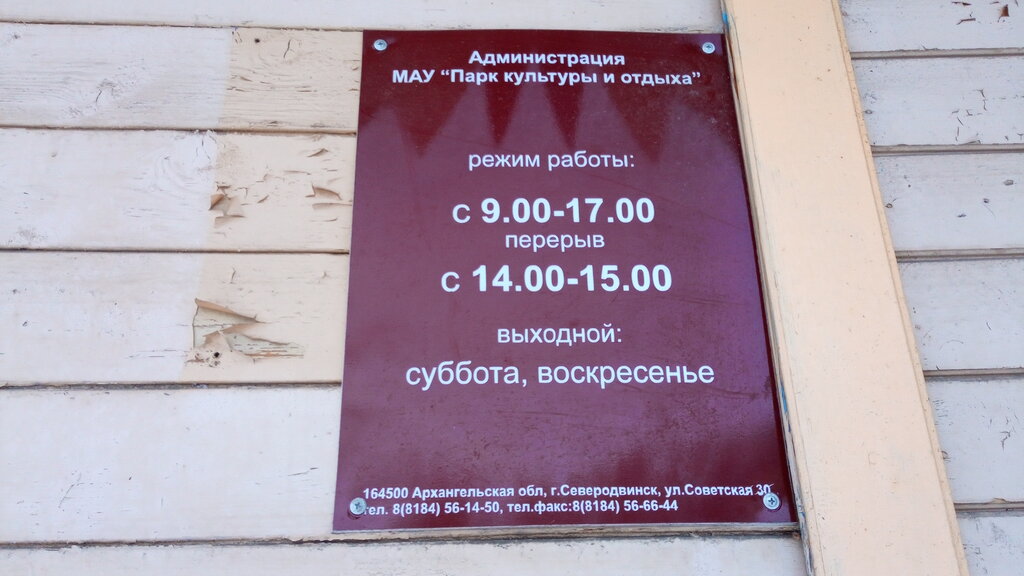 Администрация
МАУ “Парк культуры и отдыха”
режим работы:
с 9.00-17.00
перерыв
с 14.00-15.00
выходной:
суббота, воскресенье
164500 Архангельская обл, г.Северодвинск, ул.Советская 30
тел. 8(8184) 56-14-50, тел.факс:8(8184) 56-66-44